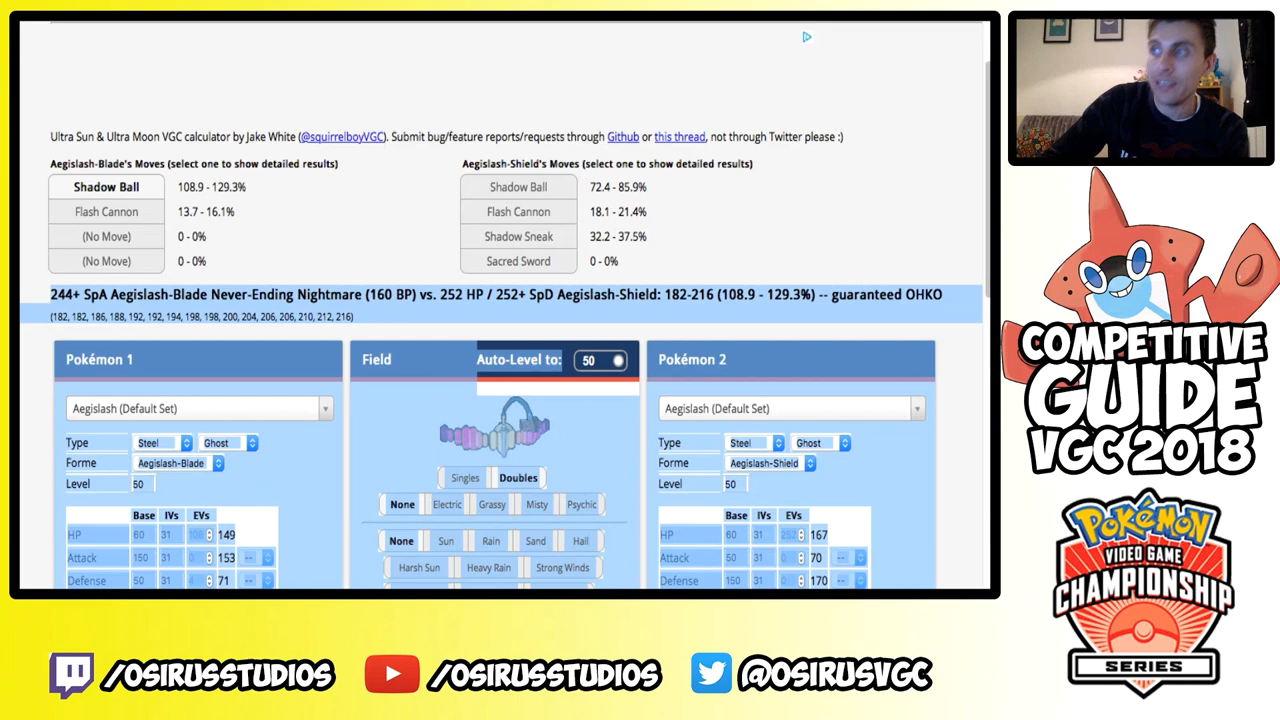 Ultra Sun & Ultra Moon VGC calculator by Jake White (@squirrelboyVGC). Submit bug/feature reports/requests through Github or this thread, not through Twitter please :)
Aegislash-Blade's Moves (select one to show detailed results)
Shadow Ball 108.9 - 129.3%
Flash Cannon 13.7 - 16.1%
(No Move) 0 - 0%
(No Move) 0 - 0%
Aegislash-Shield's Moves (select one to show detailed results)
Shadow Ball 72.4 - 85.9%
Flash Cannon 18.1 - 21.4%
Shadow Sneak 32.2 - 37.5%
Sacred Sword 0 - 0%
244+ SpA Aegislash-Blade Never-Ending Nightmare (160 BP) vs. 252 HP / 252+ SpD Aegislash-Shield: 182-216 (108.9 - 129.3%) -- guaranteed OHKO
(182, 182, 186, 188, 192, 192, 194, 198, 198, 200, 204, 206, 206, 210, 212, 216)
Pokémon 1
Aegislash (Default Set)
Type Steel Ghost
Forme Aegislash-Blade
Level 50
Base IVs EVs
HP 60 31 108 149
Attack 150 31 0 153 --
Defense 50 31 4 71 --
Field Auto-Level to: 50
Singles Doubles
None Electric Grassy Misty Psychic
None Sun Rain Sand Hail
Harsh Sun Heavy Rain Strong Winds
Pokémon 2
Aegislash (Default Set)
Type Steel Ghost
Forme Aegislash-Shield
Level 50
Base IVs EVs
HP 60 31 252 167
Attack 50 31 0 70 --
Defense 150 31 0 170 --
COMPETITIVE
GUIDE
VGC 2018
Pokémon
VIDEO GAME
CHAMPIONSHIP
SERIES
/OSIRUSSTUDIOS
/OSIRUSSTUDIOS
@OSIRUSVGC